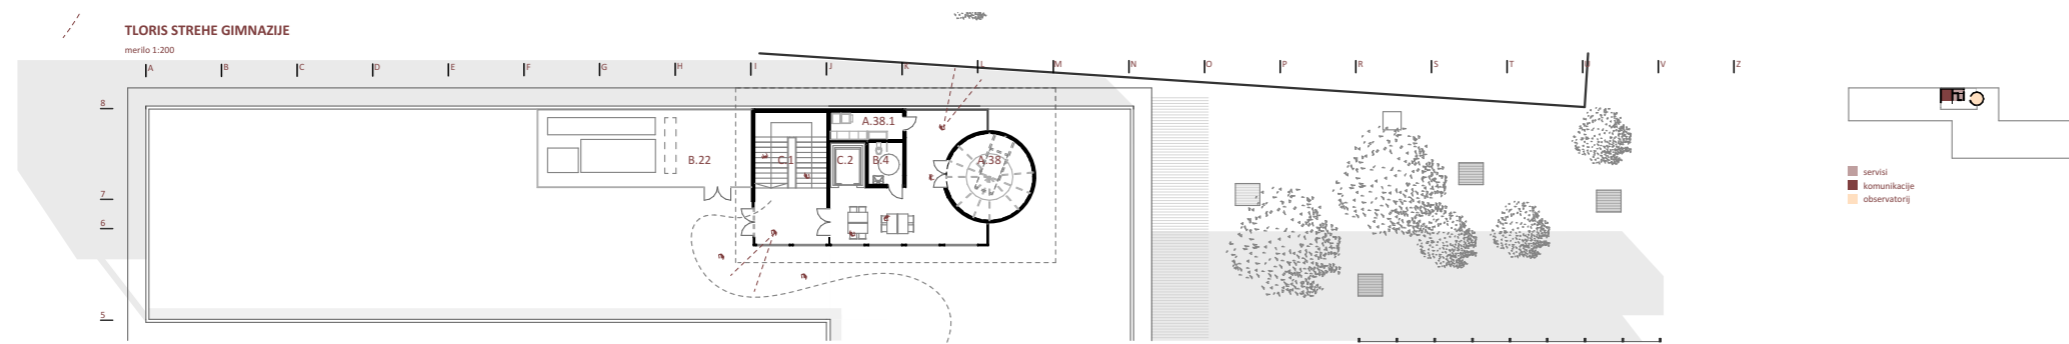 TLORIS STREHE GIMNAZIJE
merilo 1:200
A B C D E F G H I J K L M N O P R S T U V Z
8
A.38.1
B.22 C.1 C.2 B.4 A.38
7
6
5
servisi
komunikacije
observatorij